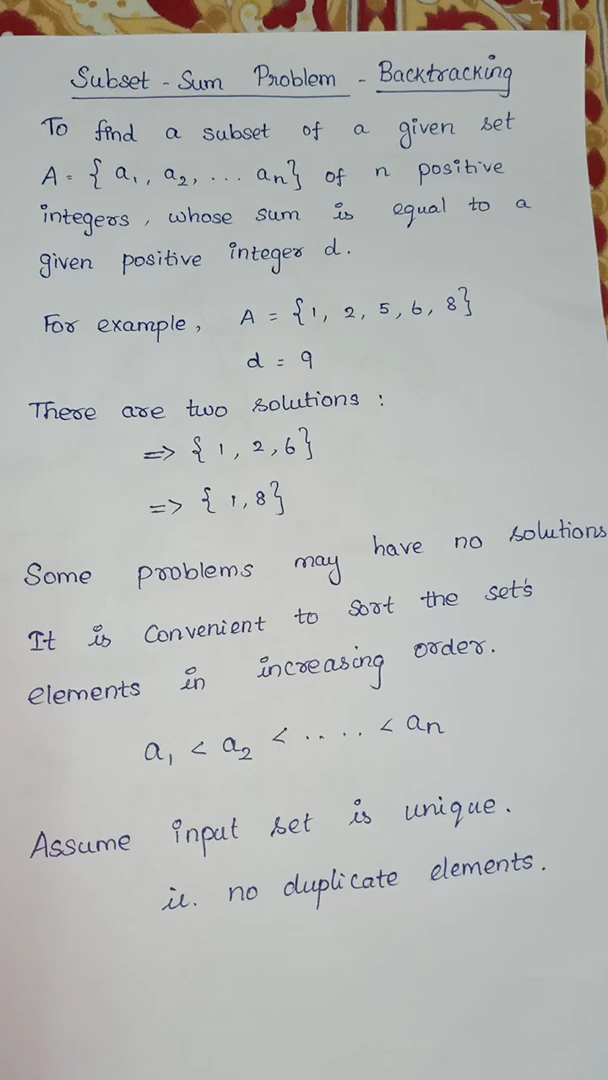 Subset - Sum Problem - Backtracking
To find a subset of a given set
A = { a₁, a₂, ... aₙ} of n positive
integers, whose sum is equal to a
given positive integer d.
For example, A = {1, 2, 5, 6, 8}
d = 9
There are two solutions :
=> {1, 2, 6}
=> {1, 8}
Some problems may have no solutions
It is convenient to sort the set's
elements in increasing order.
a₁ < a₂ < ..... < aₙ
Assume input set is unique.
ie. no duplicate elements.